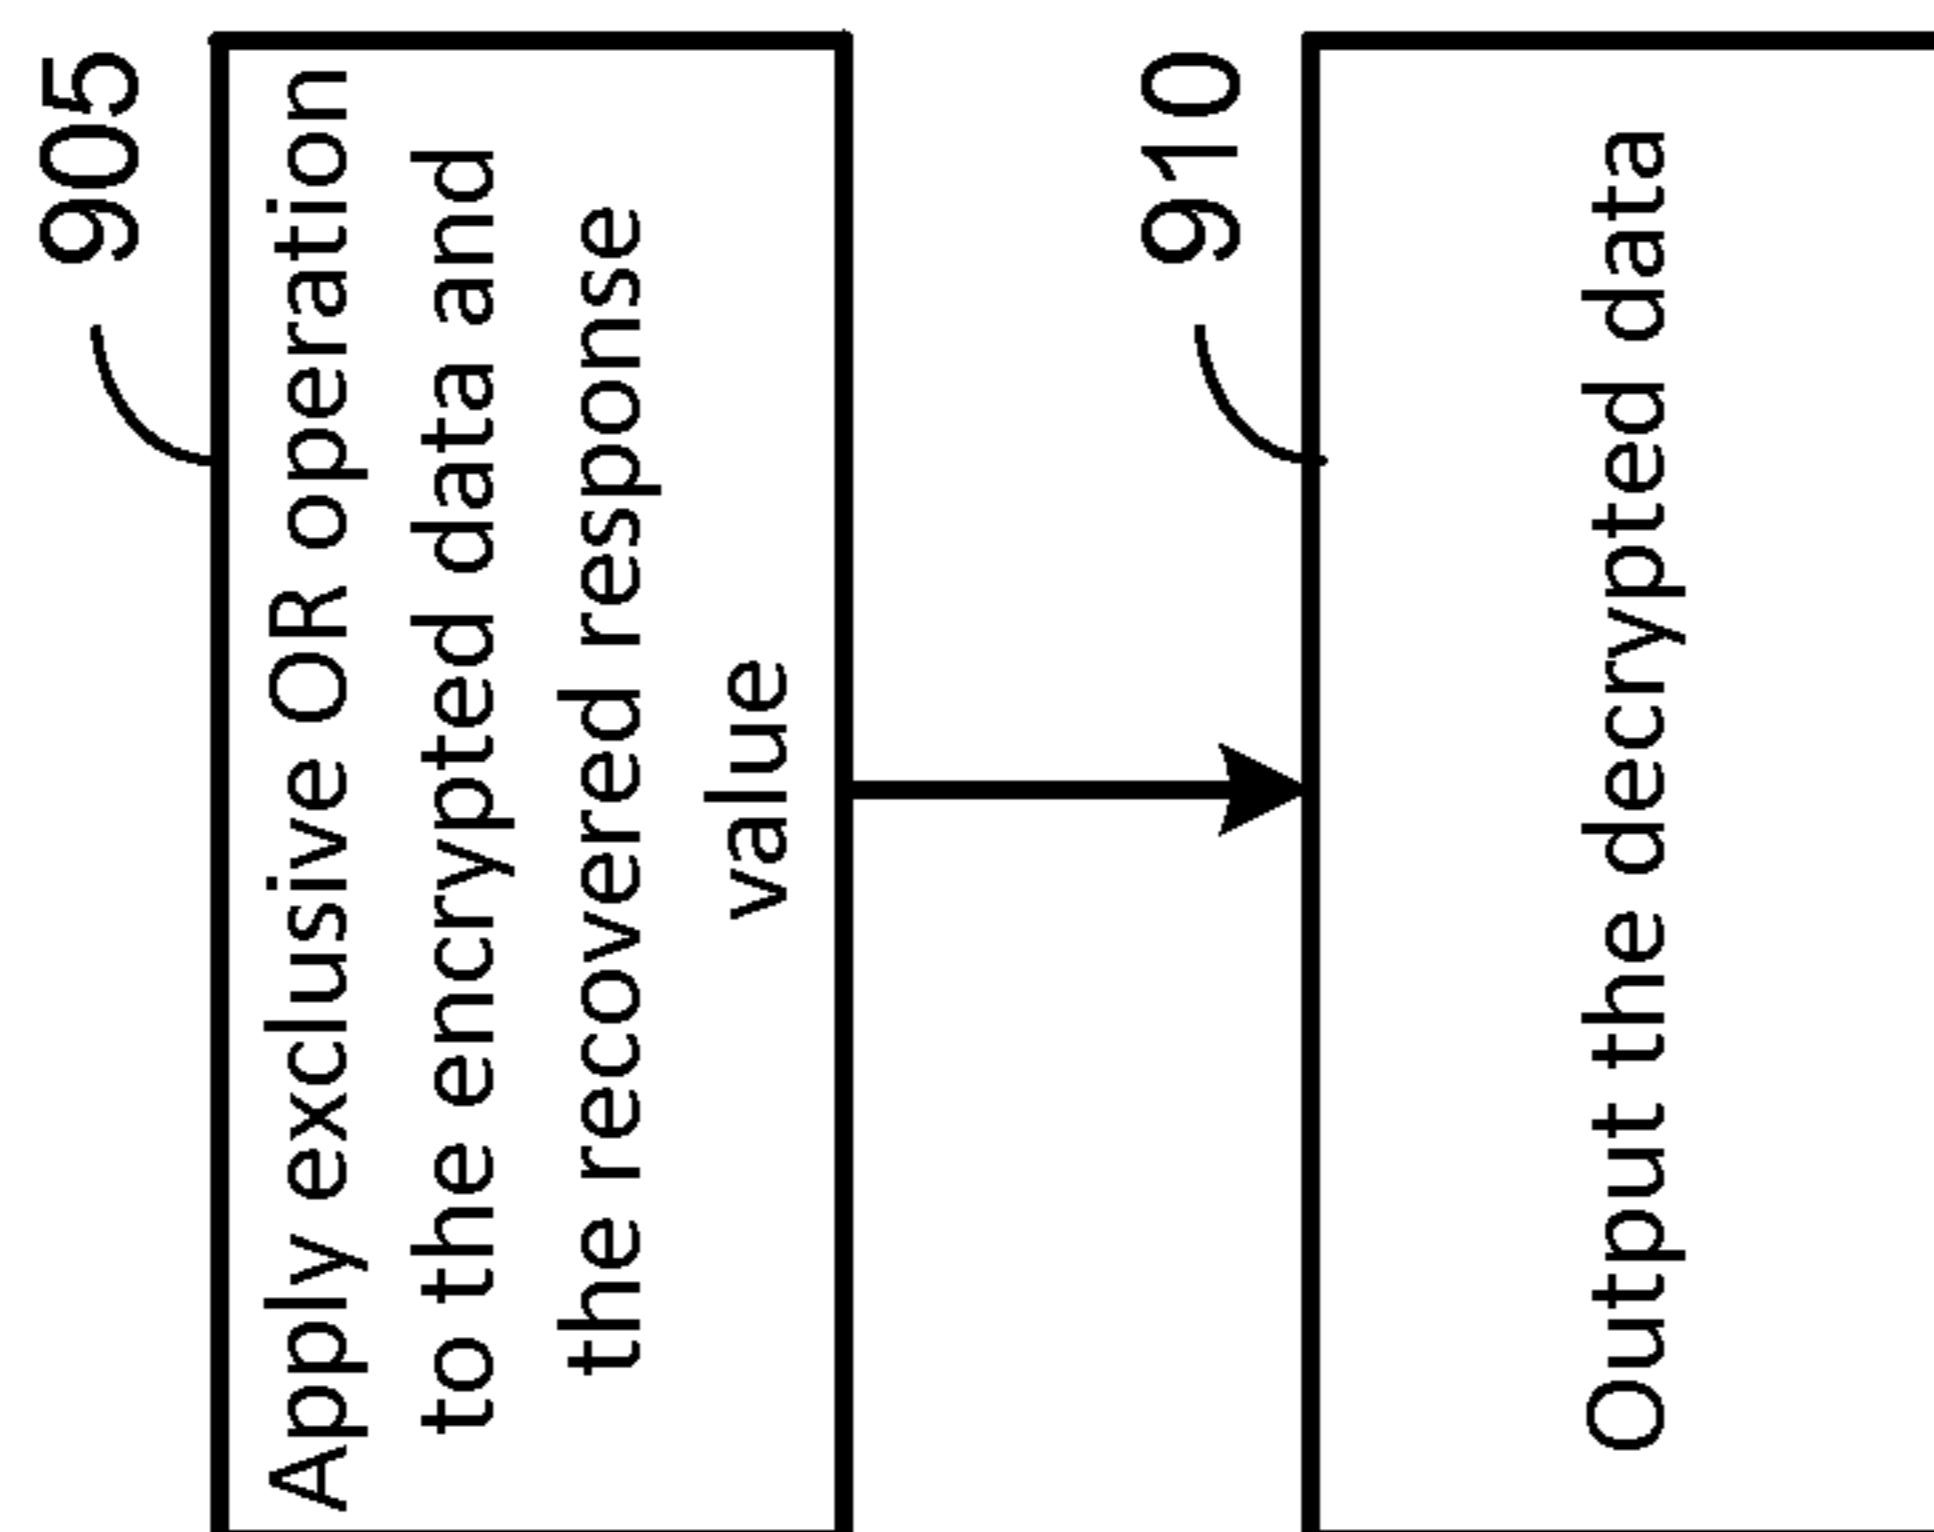 905
Apply exclusive OR operation
to the encrypted data and
the recovered response
value
910
Output the decrypted data